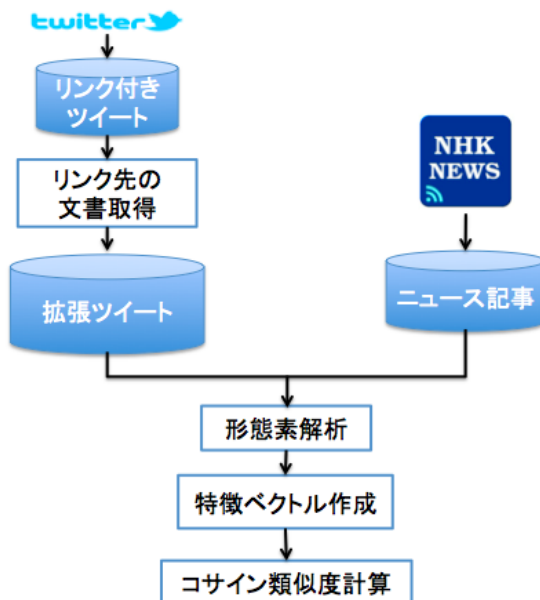 twitter
リンク付き
ツイート
リンク先の
文書取得
NHK
NEWS
拡張ツイート
ニュース記事
形態素解析
特徴ベクトル作成
コサイン類似度計算